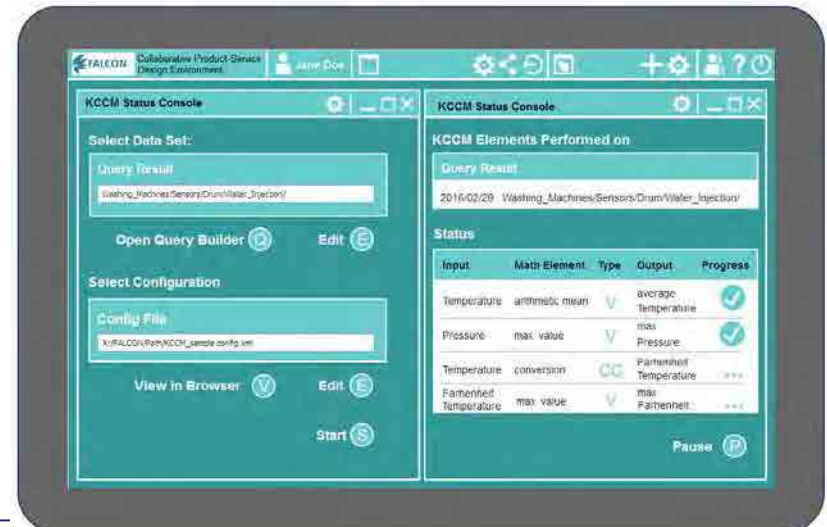 FALCON
Collaborative Product-Service
Design Environment
Jane Doe
?
KCCM Status Console
Select Data Set:
Query Result
Washing_Machines/Sensors/Drum/Water_Injection/
Open Query Builder Q
Edit E
Select Configuration
Config File
X:/FALCON/Path/KCCM_sample.config.xml
View in Browser V
Edit E
Start S
KCCM Status Console
KCCM Elements Performed on
Query Result
2016/02/29 Washing_Machines/Sensors/Drum/Water_Injection/
Status
Input Math Element Type Output Progress
Temperature arithmetic mean V average
Temperature
Pressure max value V max
Pressure
Temperature conversion CG Farhenheit
Temperature ...
Farhenheit
Temperature max value V max
Farhenheit ...
Pause P